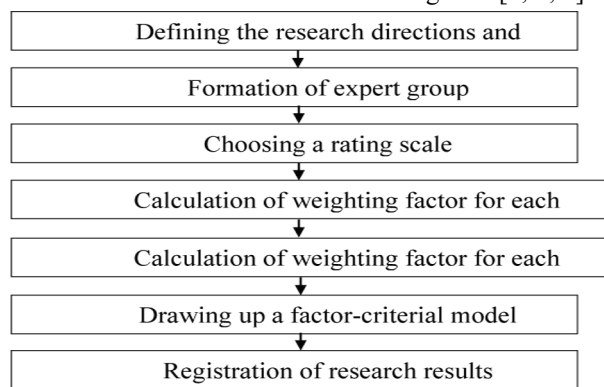 Defining the research directions and
Formation of expert group
Choosing a rating scale
Calculation of weighting factor for each
Calculation of weighting factor for each
Drawing up a factor-criterial model
Registration of research results